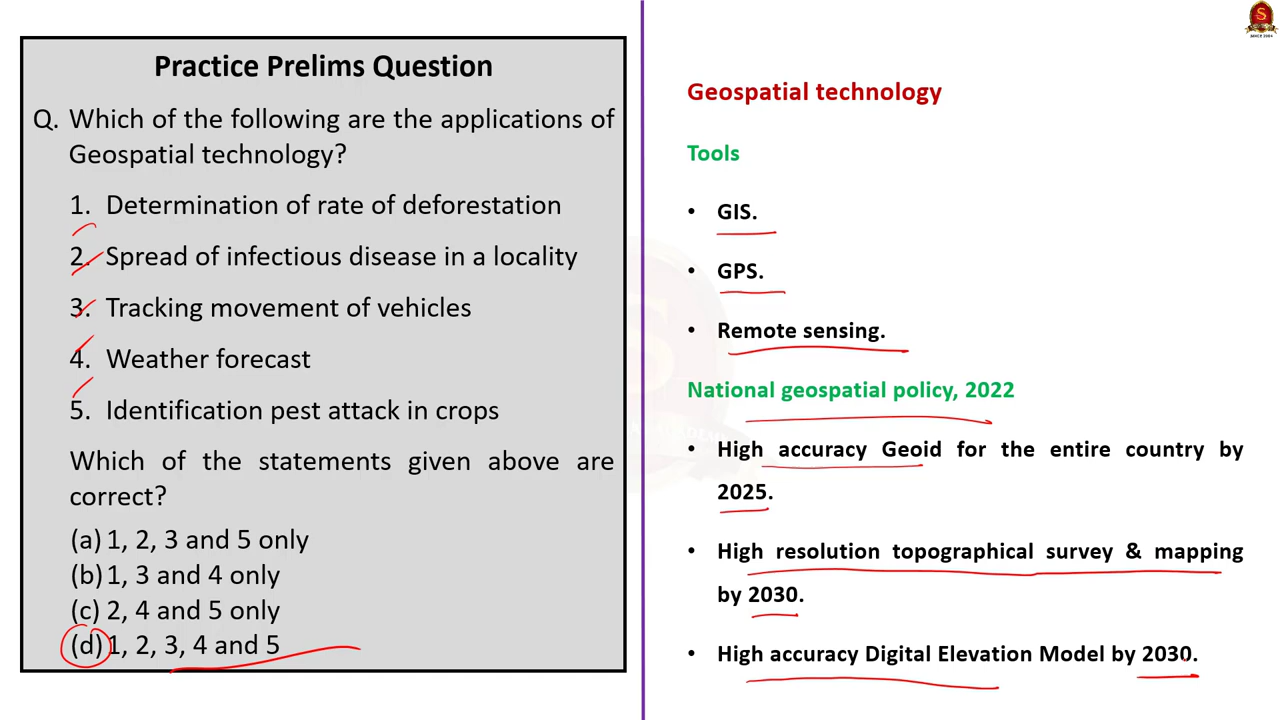 Practice Prelims Question
Q. Which of the following are the applications of
Geospatial technology?
1. Determination of rate of deforestation
2. Spread of infectious disease in a locality
3. Tracking movement of vehicles
4. Weather forecast
5. Identification pest attack in crops
Which of the statements given above are
correct?
(a) 1, 2, 3 and 5 only
(b) 1, 3 and 4 only
(c) 2, 4 and 5 only
(d) 1, 2, 3, 4 and 5
S
SINCE 2004
Geospatial technology
Tools
• GIS.
• GPS.
• Remote sensing.
National geospatial policy, 2022
• High accuracy Geoid for the entire country by
2025.
• High resolution topographical survey & mapping
by 2030.
• High accuracy Digital Elevation Model by 2030.